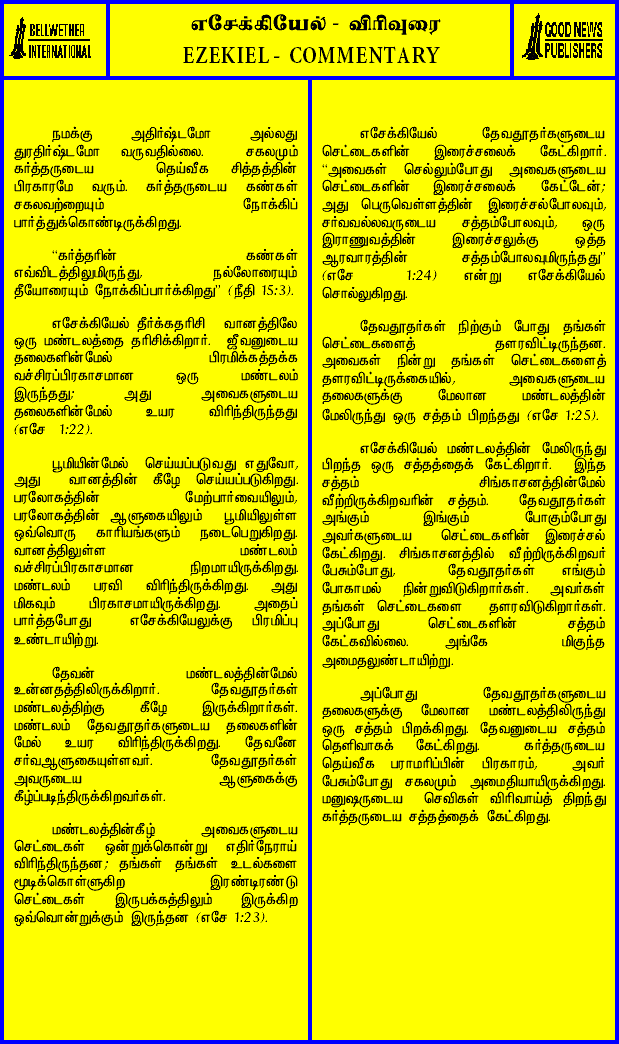 BELLWETHER
INTERNATIONAL
எசேக்கியேல் - விரிவுரை
EZEKIEL - COMMENTARY
GOOD NEWS
PUBLISHERS
நமக்கு அதிர்ஷ்டமோ அல்லது
துரதிர்ஷ்டமோ வருவதில்லை. சகலமும்
கர்த்தருடைய தெய்வீக சித்தத்தின்
பிரகாரமே வரும். கர்த்தருடைய கண்கள்
சகலவற்றையும் நோக்கிப்
பார்த்துக்கொண்டிருக்கிறது.
“கர்த்தரின் கண்கள்
எவ்விடத்திலுமிருந்து, நல்லோரையும்
தீயோரையும் நோக்கிப்பார்க்கிறது” (நீதி 15:3).
எசேக்கியேல் தீர்க்கதரிசி வானத்திலே
ஒரு மண்டலத்தை தரிசிக்கிறார். ஜீவனுடைய
தலைகளின்மேல் பிரமிக்கத்தக்க
வச்சிரப்பிரகாசமான ஒரு மண்டலம்
இருந்தது; அது அவைகளுடைய
தலைகளின்மேல் உயர விரிந்திருந்தது
(எசே 1:22).
பூமியின்மேல் செய்யப்படுவது எதுவோ,
அது வானத்தின் கீழே செய்யப்படுகிறது.
பரலோகத்தின் மேற்பார்வையிலும்,
பரலோகத்தின் ஆளுகையிலும் பூமியிலுள்ள
ஒவ்வொரு காரியங்களும் நடைபெறுகிறது.
வானத்திலுள்ள மண்டலம்
வச்சிரப்பிரகாசமான நிறமாயிருக்கிறது.
மண்டலம் பரவி விரிந்திருக்கிறது. அது
மிகவும் பிரகாசமாயிருக்கிறது. அதைப்
பார்த்தபோது எசேக்கியேலுக்கு பிரமிப்பு
உண்டாயிற்று.
தேவன் மண்டலத்தின்மேல்
உன்னதத்திலிருக்கிறார். தேவதூதர்கள்
மண்டலத்திற்கு கீழே இருக்கிறார்கள்.
மண்டலம் தேவதூதர்களுடைய தலைகளின்
மேல் உயர விரிந்திருக்கிறது. தேவனே
சர்வஆளுகையுள்ளவர். தேவதூதர்கள்
அவருடைய ஆளுகைக்கு
கீழ்ப்படிந்திருக்கிறவர்கள்.
மண்டலத்தின்கீழ் அவைகளுடைய
செட்டைகள் ஒன்றுக்கொன்று எதிர்நேராய்
விரிந்திருந்தன; தங்கள் தங்கள் உடல்களை
மூடிக்கொள்ளுகிற இரண்டிரண்டு
செட்டைகள் இருபக்கத்திலும் இருக்கிற
ஒவ்வொன்றுக்கும் இருந்தன (எசே 1:23).
எசேக்கியேல் தேவதூதர்களுடைய
செட்டைகளின் இரைச்சலைக் கேட்கிறார்.
“அவைகள் செல்லும்போது அவைகளுடைய
செட்டைகளின் இரைச்சலைக் கேட்டேன்;
அது பெருவெள்ளத்தின் இரைச்சல்போலவும்,
சர்வவல்லவருடைய சத்தம்போலவும், ஒரு
இராணுவத்தின் இரைச்சலுக்கு ஒத்த
ஆரவாரத்தின் சத்தம்போலவுமிருந்தது”
(எசே 1:24) என்று எசேக்கியேல்
சொல்லுகிறது.
தேவதூதர்கள் நிற்கும் போது தங்கள்
செட்டைகளைத் தளரவிட்டிருந்தன.
அவைகள் நின்று தங்கள் செட்டைகளைத்
தளரவிட்டிருக்கையில், அவைகளுடைய
தலைகளுக்கு மேலான மண்டலத்தின்
மேலிருந்து ஒரு சத்தம் பிறந்தது (எசே 1:25).
எசேக்கியேல் மண்டலத்தின் மேலிருந்து
பிறந்த ஒரு சத்தத்தைக் கேட்கிறார். இந்த
சத்தம் சிங்காசனத்தின்மேல்
வீற்றிருக்கிறவரின் சத்தம். தேவதூதர்கள்
அங்கும் இங்கும் போகும்போது
அவர்களுடைய செட்டைகளின் இரைச்சல்
கேட்கிறது. சிங்காசனத்தில் வீற்றிருக்கிறவர்
பேசும்போது, தேவதூதர்கள் எங்கும்
போகாமல் நின்றுவிடுகிறார்கள். அவர்கள்
தங்கள் செட்டைகளை தளரவிடுகிறார்கள்.
அப்போது செட்டைகளின் சத்தம்
கேட்கவில்லை. அங்கே மிகுந்த
அமைதலுண்டாயிற்று.
அப்போது தேவதூதர்களுடைய
தலைகளுக்கு மேலான மண்டலத்திலிருந்து
ஒரு சத்தம் பிறக்கிறது. தேவனுடைய சத்தம்
தெளிவாகக் கேட்கிறது. கர்த்தருடைய
தெய்வீக பராமரிப்பின் பிரகாரம், அவர்
பேசும்போது சகலமும் அமைதியாயிருக்கிறது.
மனுஷருடைய செவிகள் விரிவாய்த் திறந்து
கர்த்தருடைய சத்தத்தைக் கேட்கிறது.